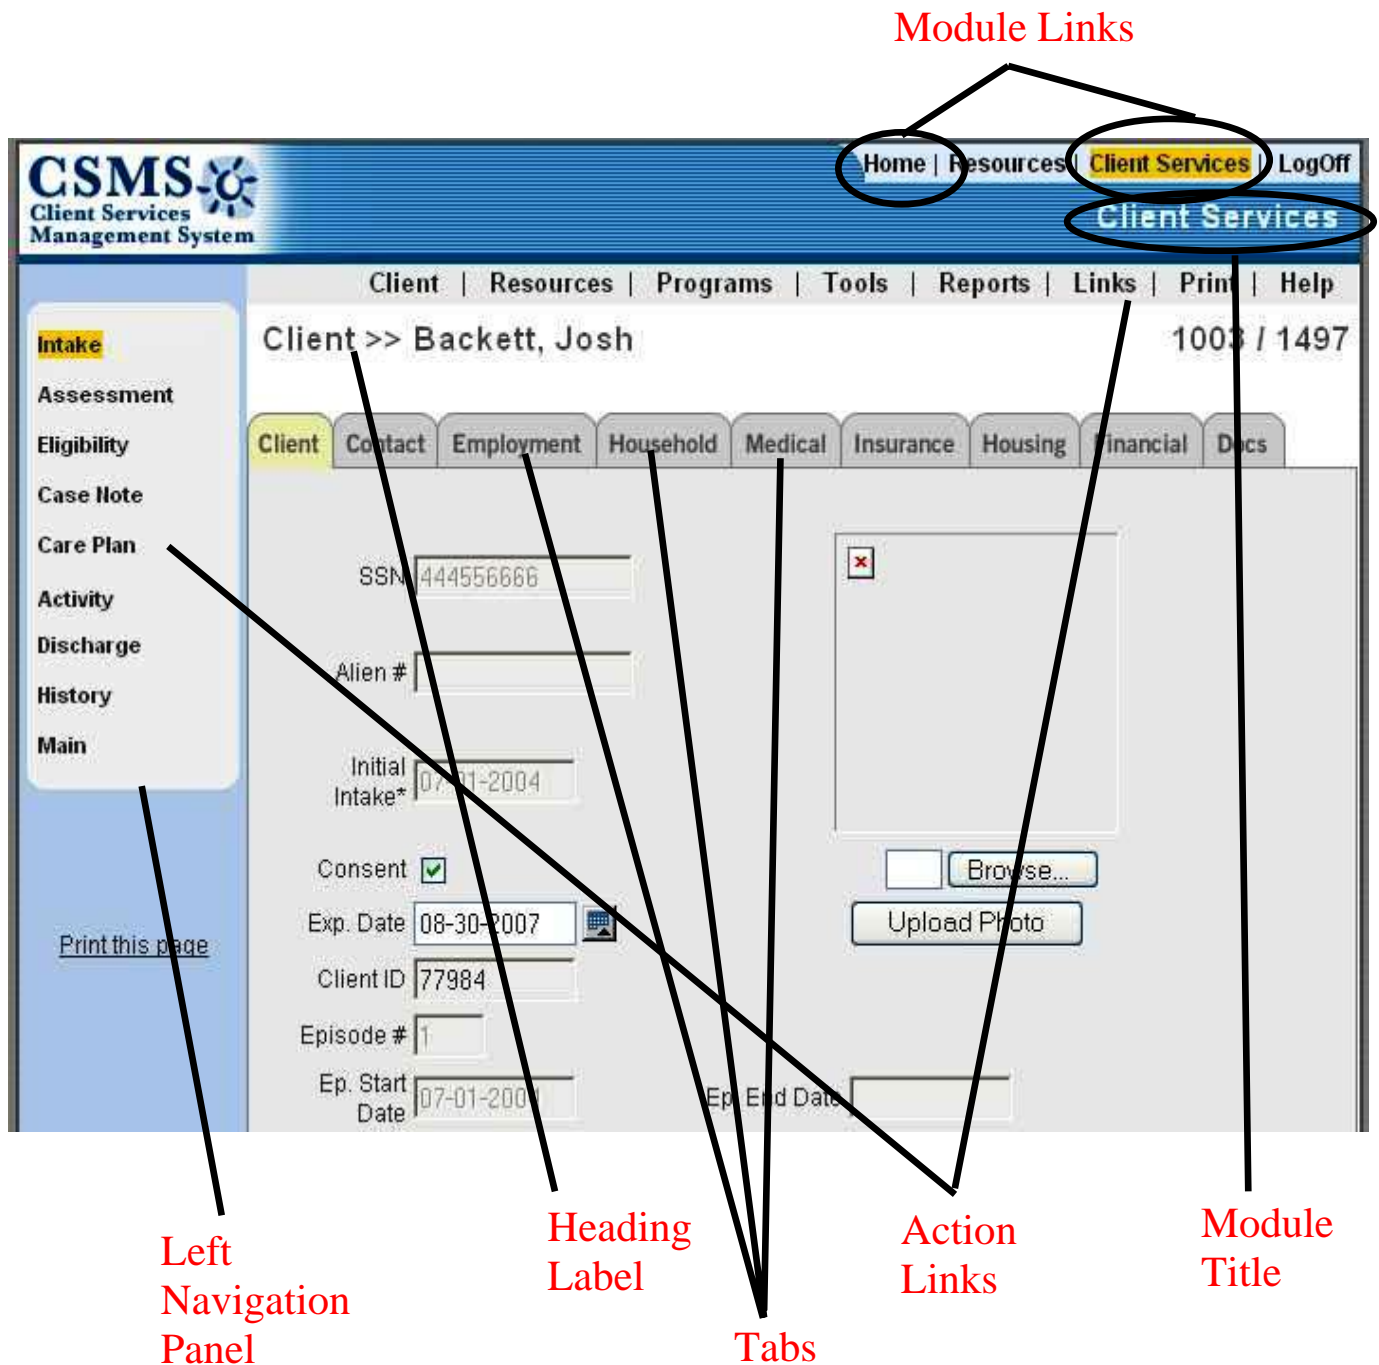 Module Links
CSMS
Client Services
Management System
Home | Resources | Client Services | LogOff
Client Services
Client | Resources | Programs | Tools | Reports | Links | Print | Help
Intake
Assessment
Eligibility
Case Note
Care Plan
Activity
Discharge
History
Main
Print this page
Client >> Backett, Josh 1003 / 1497
Client Contact Employment Household Medical Insurance Housing Financial Docs
SSN 444556666
Alien #
Initial
Intake* 07-01-2004
Consent
Browse...
Exp. Date 08-30-2007
Upload Photo
Client ID 77984
Episode # 1
Ep. Start
Date 07-01-2004 Ep. End Date
Left
Navigation
Panel
Heading
Label
Tabs
Action
Links
Module
Title